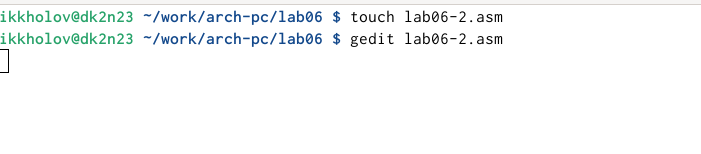 ikkholov@dk2n23 ~/work/arch-pc/lab06 $ touch lab06-2.asm
ikkholov@dk2n23 ~/work/arch-pc/lab06 $ gedit lab06-2.asm